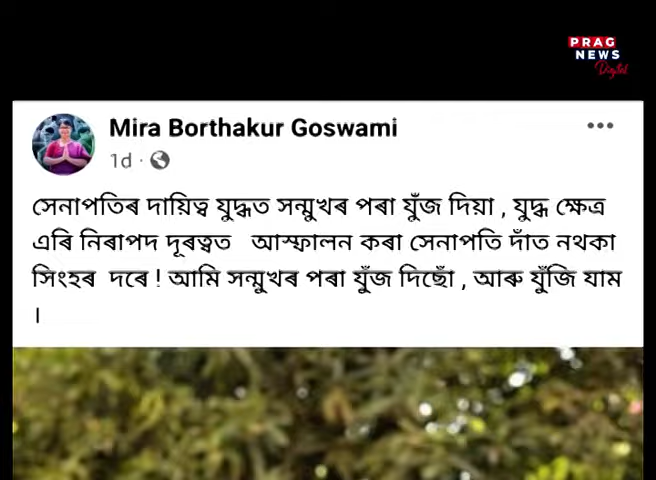 PRAG
NEWS
Digital
Mira Borthakur Goswami
1d ·
সেনাপতিৰ দায়িত্ব যুদ্ধত সন্মুখৰ পৰা যুঁজ দিয়া , যুদ্ধ ক্ষেত্ৰ
এৰি নিৰাপদ দূৰত্বত আস্ফালন কৰা সেনাপতি দাঁত নথকা
সিংহৰ দৰে ! আমি সন্মুখৰ পৰা যুঁজ দিছোঁ , আৰু যুঁজি যাম
।